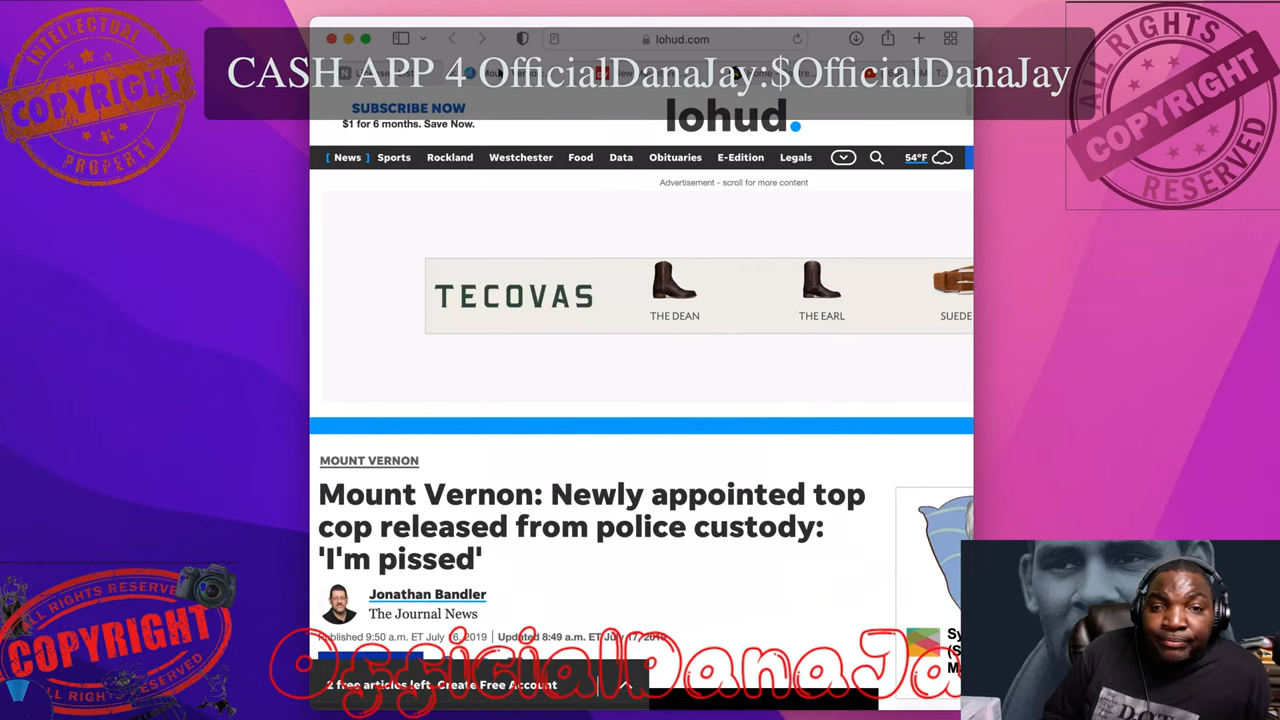 INTELLECTUAL
COPYRIGHT
PROPERTY
CASH APP 4 OfficialDanaJay:$OfficialDanaJay
ALL RIGHTS
COPYRIGHT
RESERVED
lohud.com
SUBSCRIBE NOW
$1 for 6 months. Save Now.
lohud.
[ News ] Sports Rockland Westchester Food Data Obituaries E-Edition Legals 54°F
Advertisement - scroll for more content
TECOVAS
THE DEAN
THE EARL
SUEDE
MOUNT VERNON
Mount Vernon: Newly appointed top
cop released from police custody:
'I'm pissed'
Jonathan Bandler
The Journal News
Published 9:50 a.m. ET July 16, 2019 | Updated 8:49 a.m. ET July 17, 2019
2 free articles left. Create Free Account
OfficialDanaJa
ALL RIGHTS RESERVED
COPYRIGHT